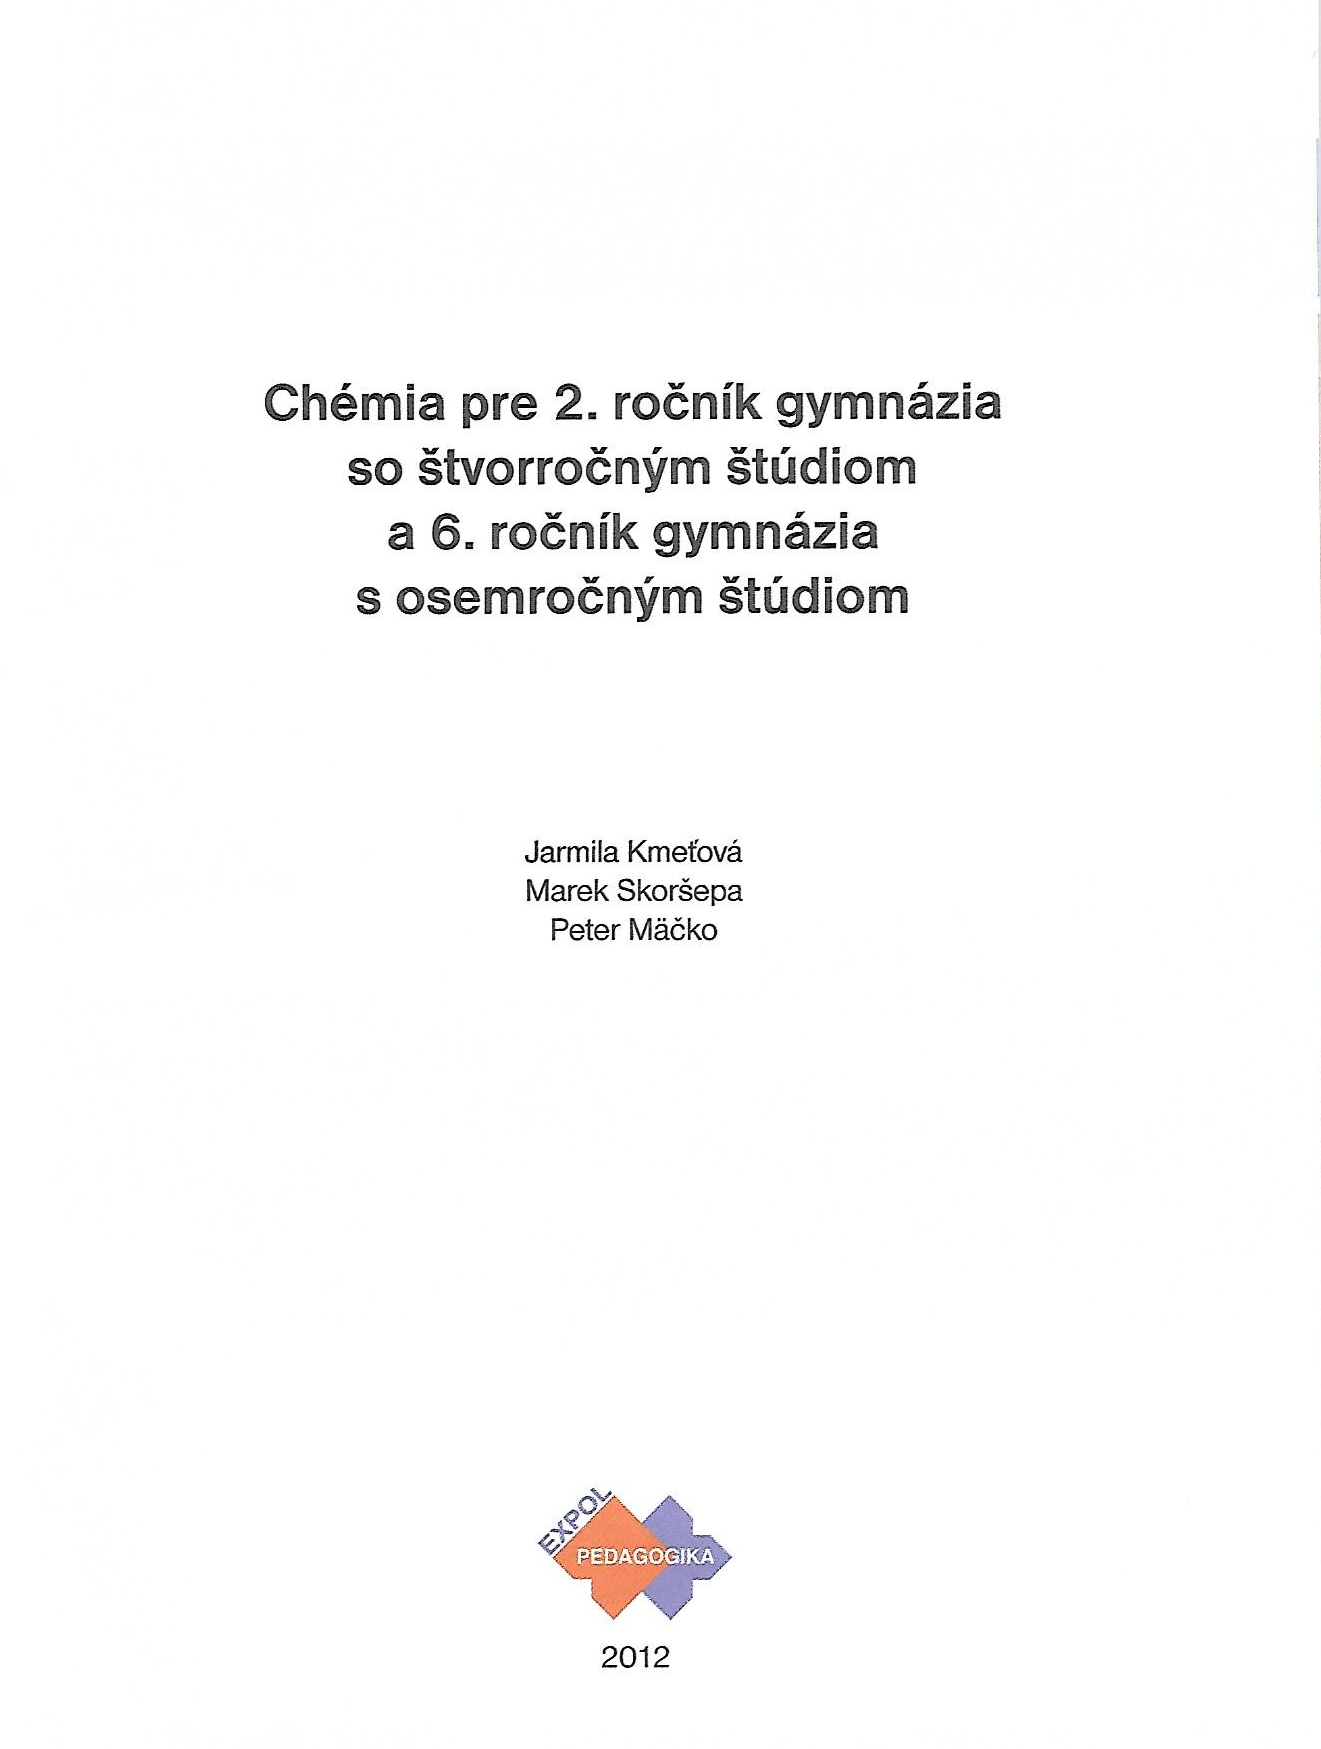 Chémia pre 2. ročník gymnázia
so štvorročným štúdiom
a 6. ročník gymnázia
s osemročným štúdiom
Jarmila Kmeťová
Marek Skoršepa
Peter Mäčko
EXPOL
PEDAGOGIKA
2012